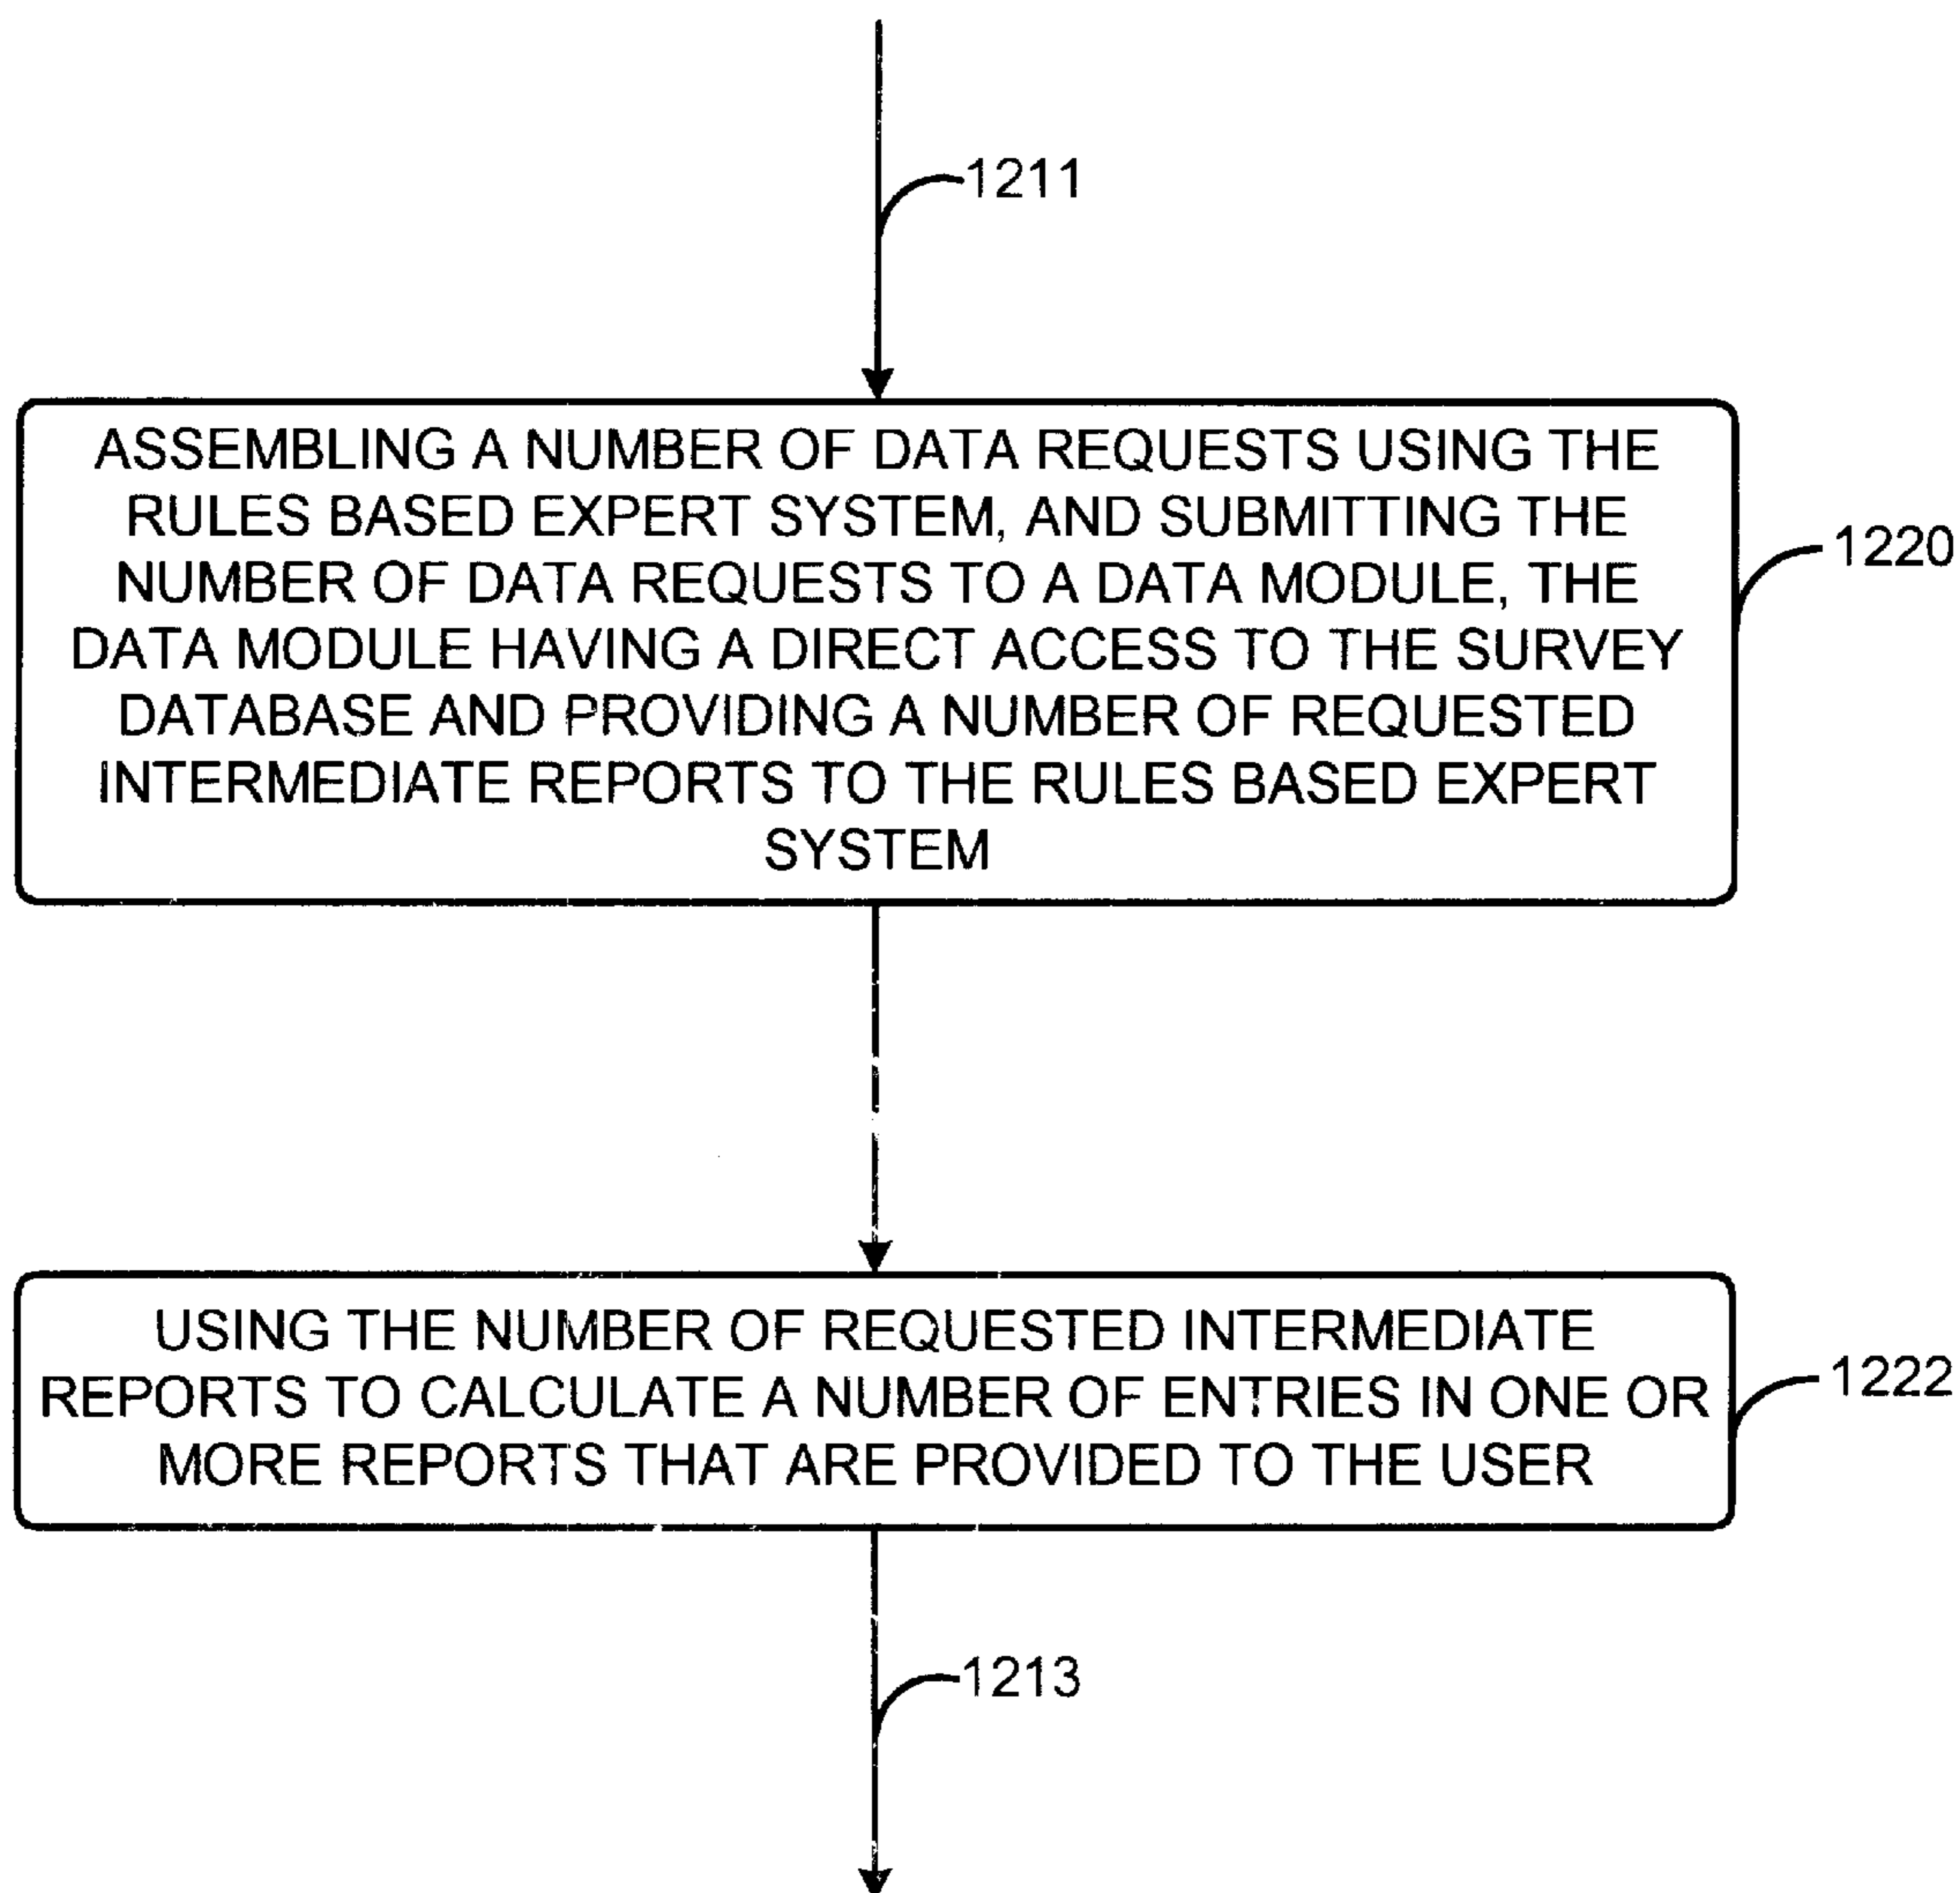 1211
ASSEMBLING A NUMBER OF DATA REQUESTS USING THE
RULES BASED EXPERT SYSTEM, AND SUBMITTING THE
NUMBER OF DATA REQUESTS TO A DATA MODULE, THE
DATA MODULE HAVING A DIRECT ACCESS TO THE SURVEY
DATABASE AND PROVIDING A NUMBER OF REQUESTED
INTERMEDIATE REPORTS TO THE RULES BASED EXPERT
SYSTEM
1220
USING THE NUMBER OF REQUESTED INTERMEDIATE
REPORTS TO CALCULATE A NUMBER OF ENTRIES IN ONE OR
MORE REPORTS THAT ARE PROVIDED TO THE USER
1222
1213